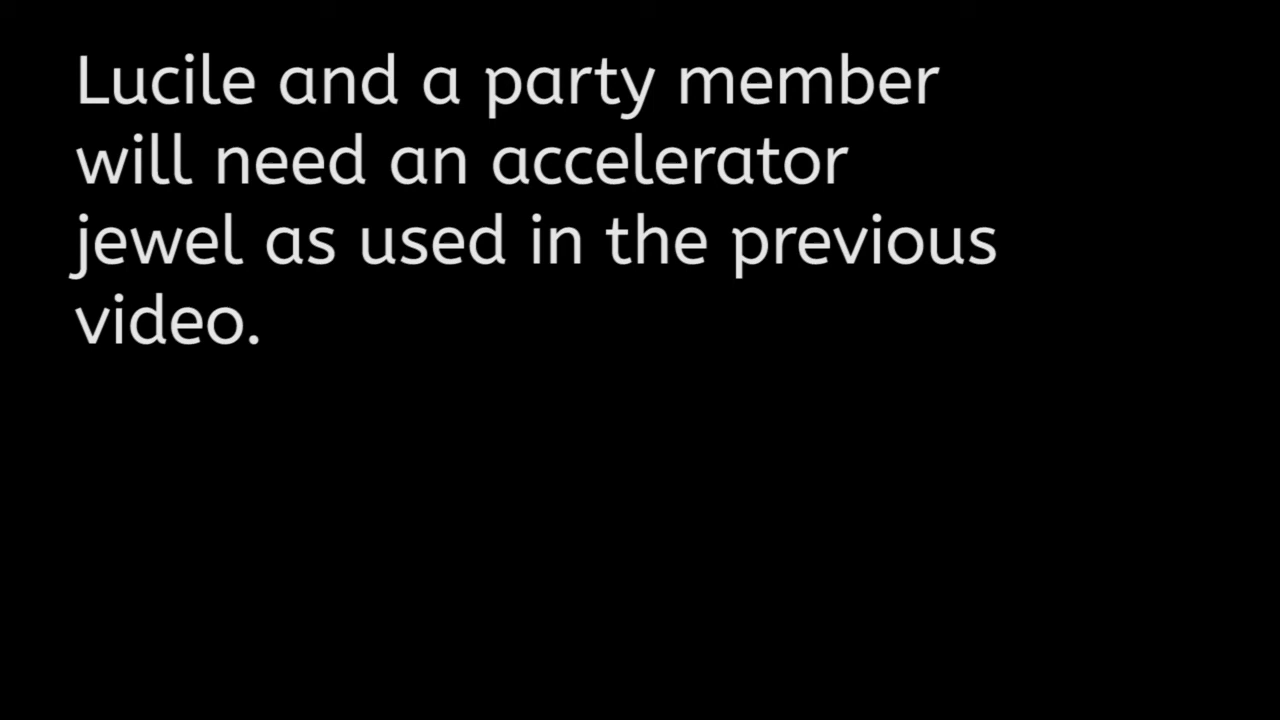 Lucile and a party member
will need an accelerator
jewel as used in the previous
video.